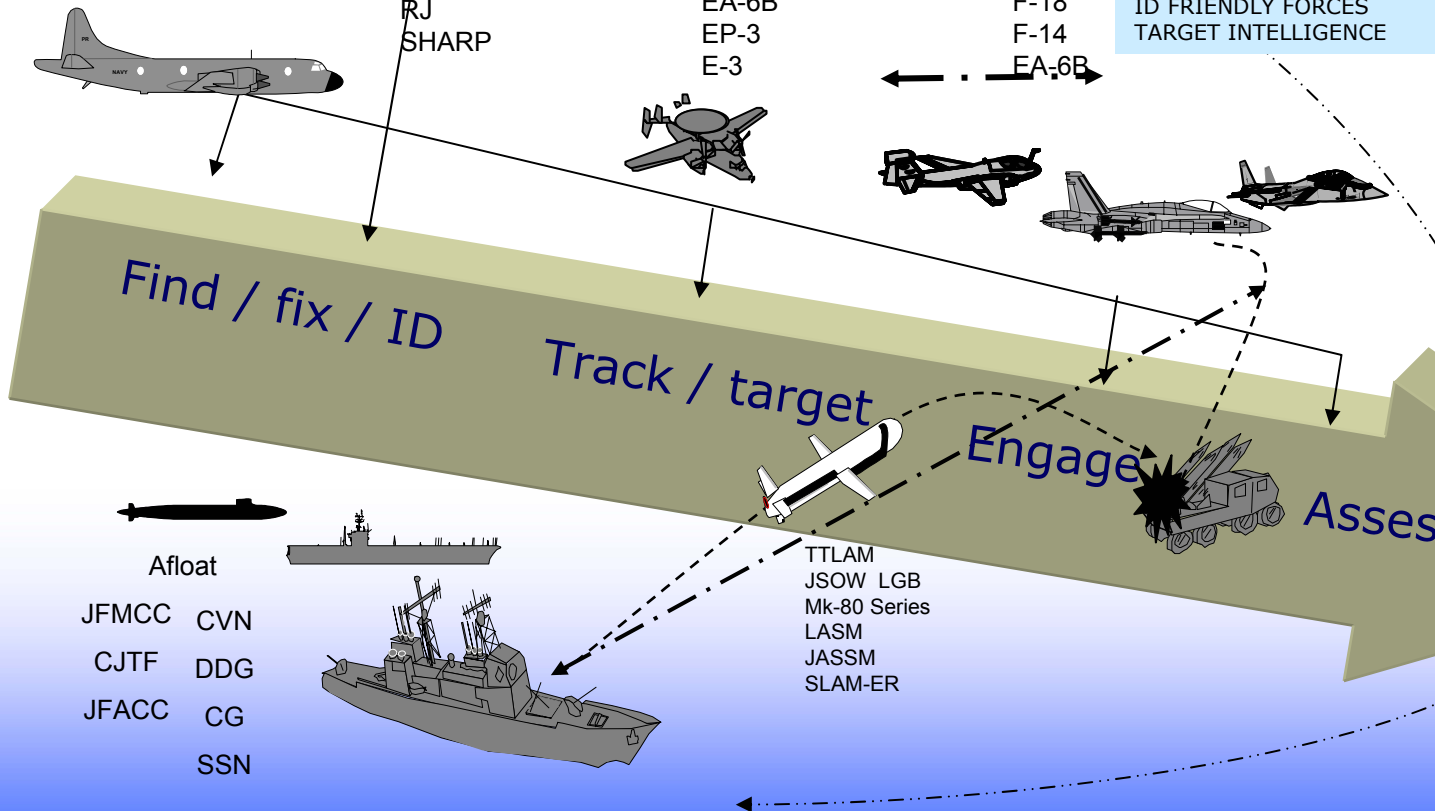 RJ
SHARP
EA-6B
EP-3
E-3
F-18
F-14
EA-6B
ID FRIENDLY FORCES
TARGET INTELLIGENCE
PR
NAVY
Find / fix / ID
Track / target
Engage
Asses
Afloat
JFMCC CVN
CJTF DDG
JFACC CG
SSN
TTLAM
JSOW LGB
Mk-80 Series
LASM
JASSM
SLAM-ER